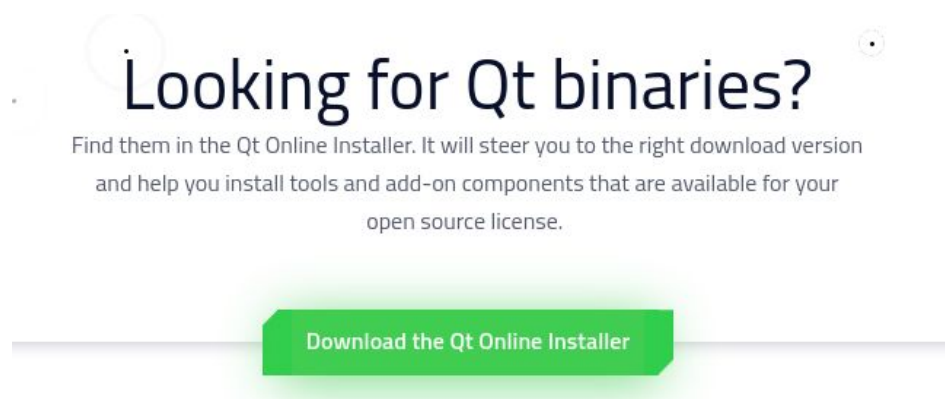 Looking for Qt binaries?
Find them in the Qt Online Installer. It will steer you to the right download version
and help you install tools and add-on components that are available for your
open source license.
Download the Qt Online Installer